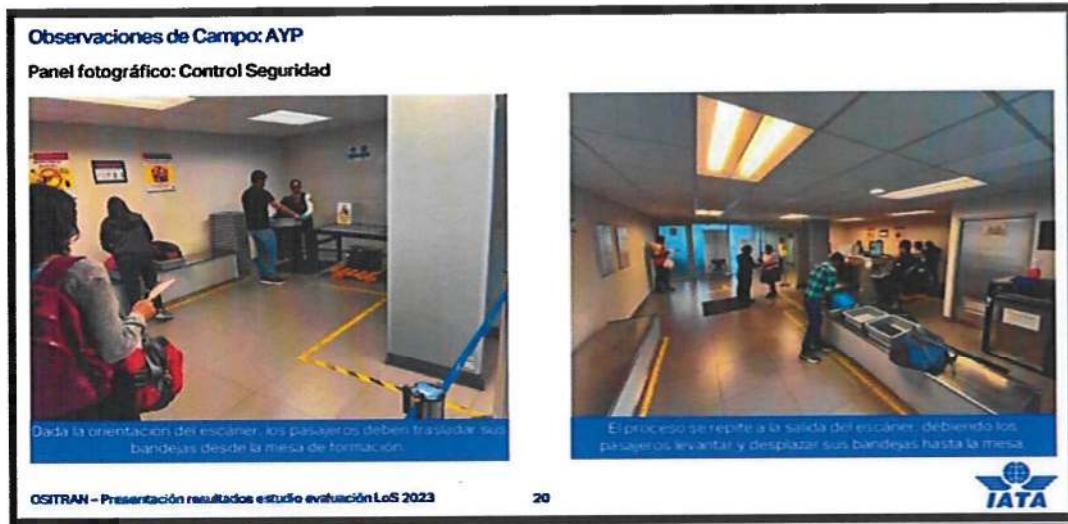 Observaciones de Campo: AYP
Panel fotográfico: Control Seguridad
Dada la orientación del escáner, los pasajeros deben trasladar sus
bandejas desde la mesa de formación.
El proceso se repite a la salida del escáner, debiendo los
pasajeros levantar y desplazar sus bandejas hasta la mesa.
OSITRAN – Presentación resultados estudio evaluación LoS 2023
20
IATA